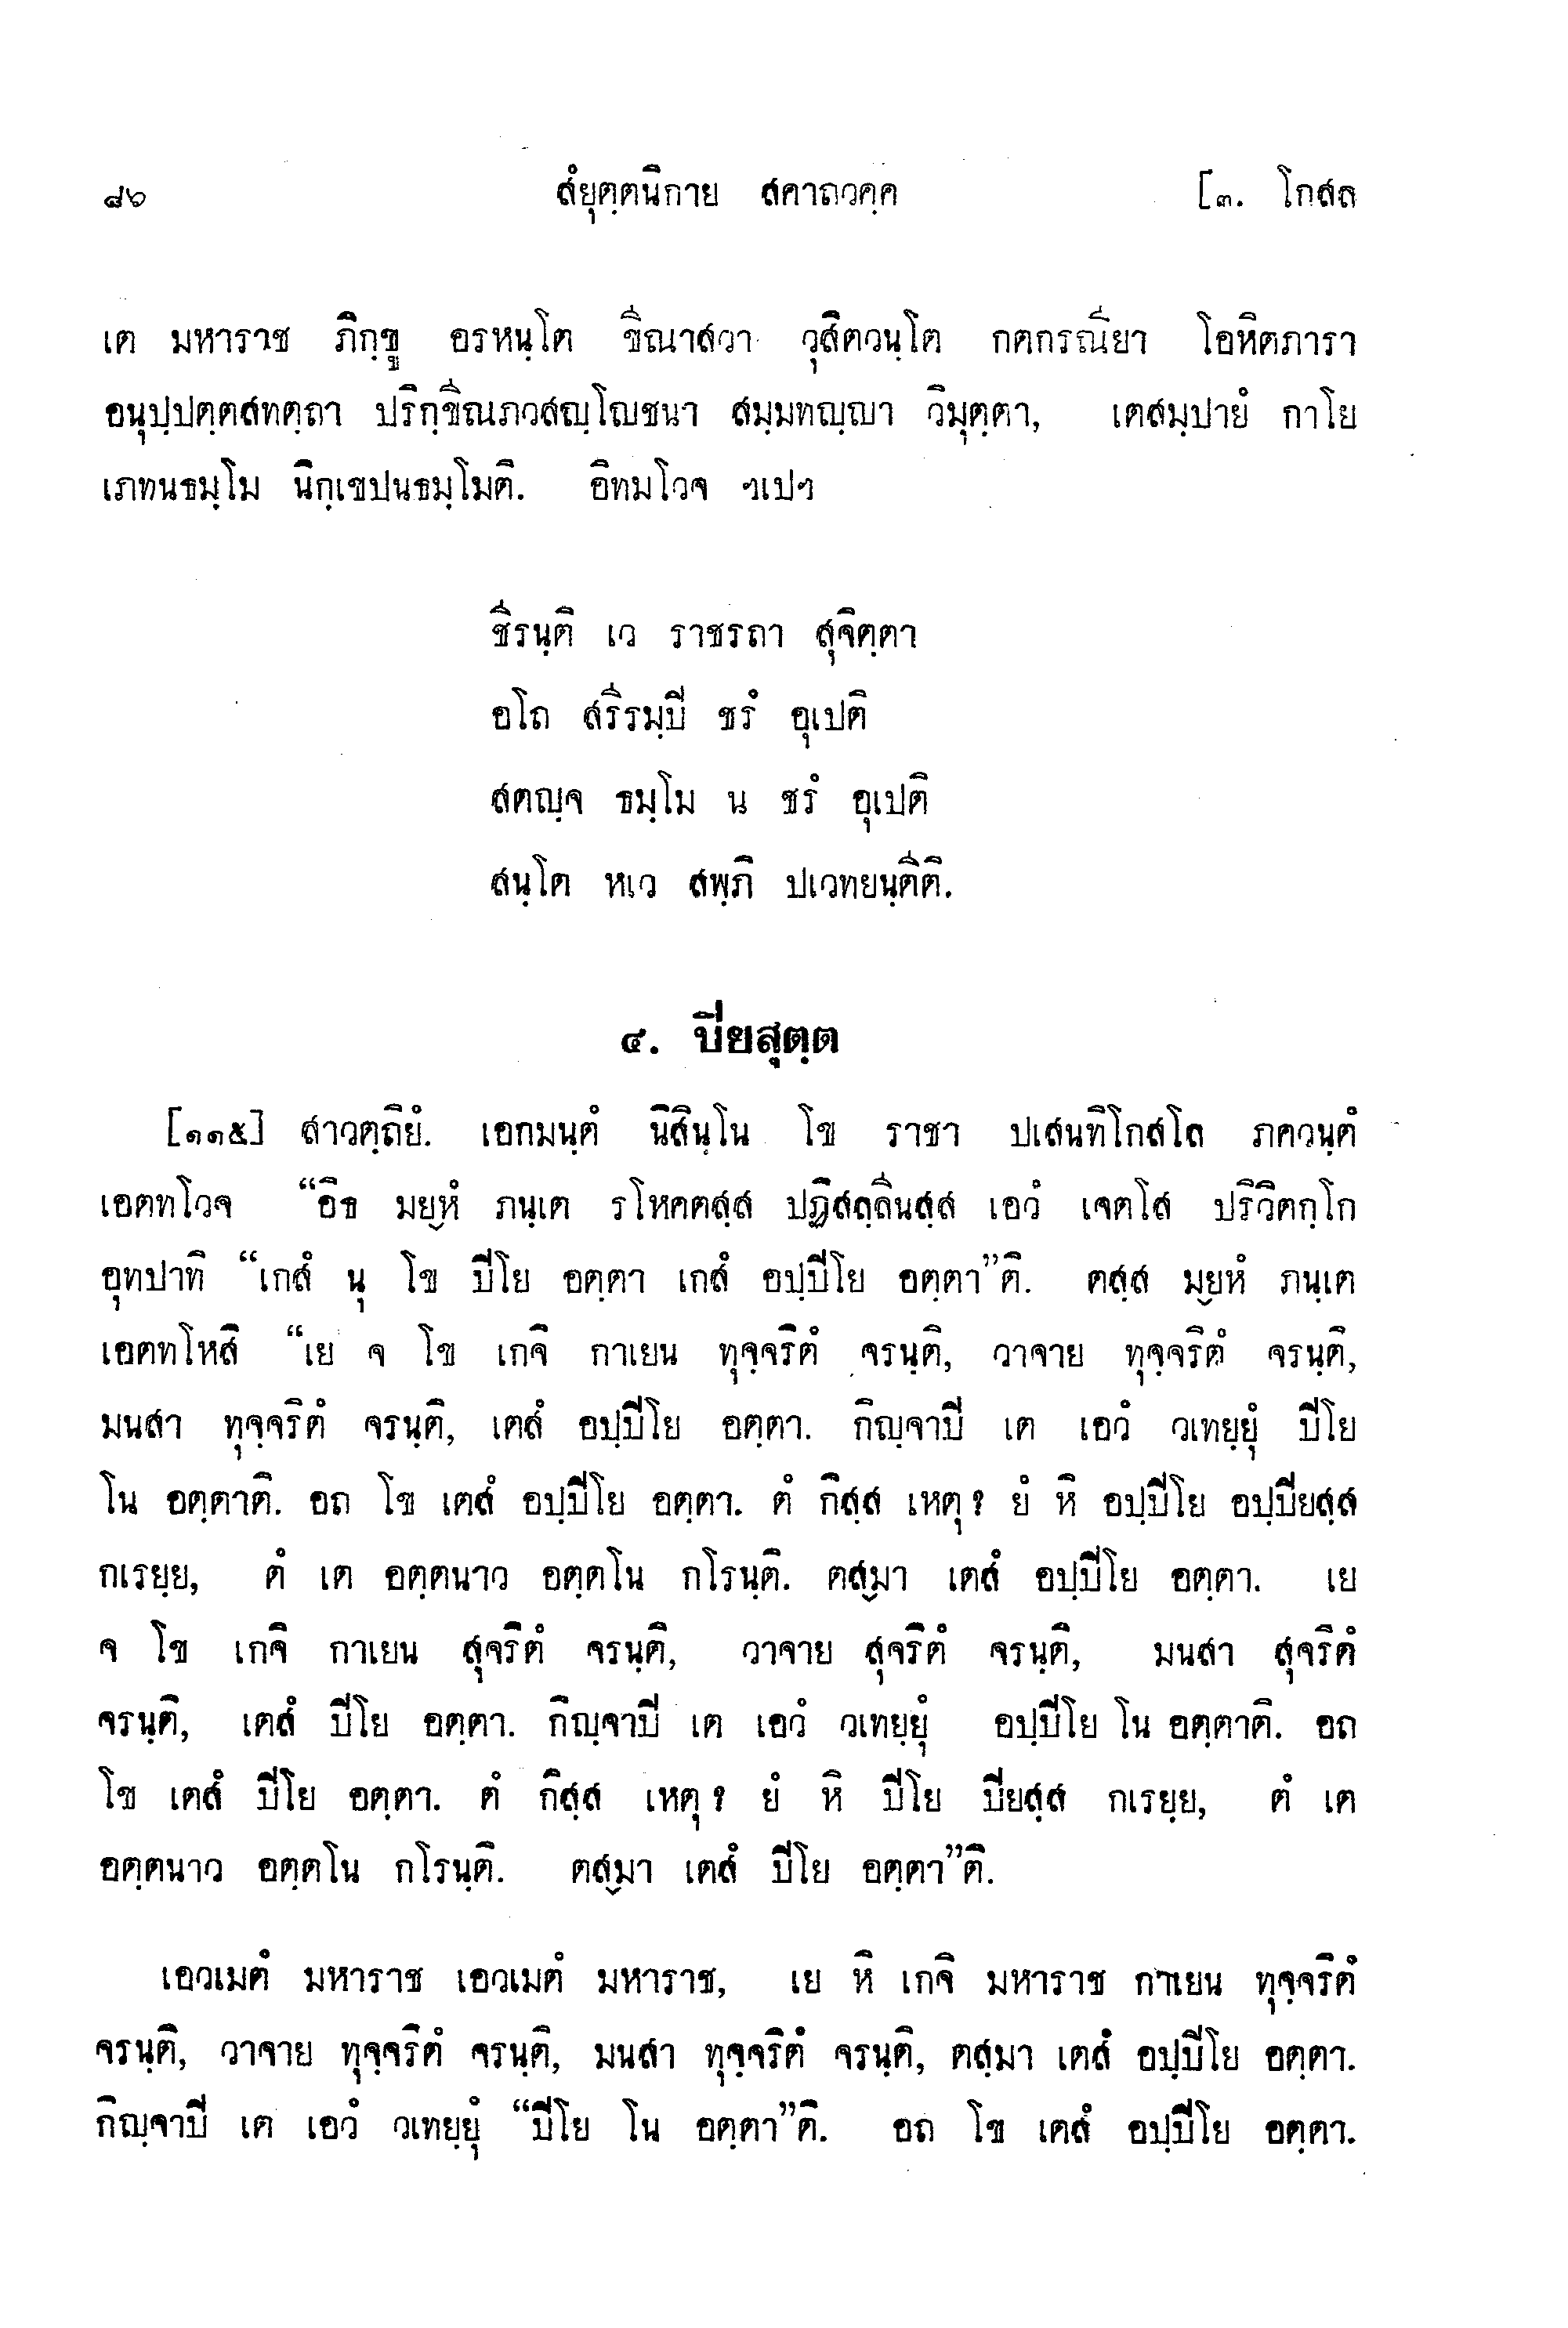 ๘๖ สํยุตฺตนิกาย สคาถวคฺค [๓. โกสล
เต มหาราช ภิกฺขู อรหนฺโต ขีณาสวา วุสิตวนฺโต กตกรณียา โอหิตภารา
อนุปฺปตฺตสทตฺถา ปริกฺขีณภวสญฺโญชนา สมฺมทญฺญา วิมุตฺตา, เตสมฺปายํ กาโย
เภทนธมฺโม นิกฺเขปนธมฺโมติ. อิทมโวจ ฯเปฯ
ชีรนฺติ เว ราชรถา สุจิตฺตา
อโถ สรีรมฺปิ ชรํ อุเปติ
สตญฺจ ธมฺโม น ชรํ อุเปติ
สนฺโต หเว สพฺภิ ปเวทยนฺตีติ.
๔. ปิยสุตฺต
[๑๑๕] สาวตฺถิยํ. เอกมนฺตํ นิสินฺโน โข ราชา ปเสนทิโกสโล ภควนฺตํ
เอตทโวจ “อิธ มยฺหํ ภนฺเต รโหคตสฺส ปฏิสลฺลีนสฺส เอวํ เจตโส ปริวิตกฺโก
อุทปาทิ “เกสํ นุ โข ปิโย อตฺตา เกสํ อปฺปิโย อตฺตา”ติ. ตสฺส มยฺหํ ภนฺเต
เอตทโหสิ “เย จ โข เกจิ กาเยน ทุจฺจริตํ จรนฺติ, วาจาย ทุจฺจริตํ จรนฺติ,
มนสา ทุจฺจริตํ จรนฺติ, เตสํ อปฺปิโย อตฺตา. กิญฺจาปิ เต เอวํ วเทยฺยุํ ปิโย
โน อตฺตาติ. อถ โข เตสํ อปฺปิโย อตฺตา. ตํ กิสฺส เหตุ? ยํ หิ อปฺปิโย อปฺปิยสฺส
กเรยฺย, ตํ เต อตฺตนาว อตฺตโน กโรนฺติ. ตสฺมา เตสํ อปฺปิโย อตฺตา. เย
จ โข เกจิ กาเยน สุจริตํ จรนฺติ, วาจาย สุจริตํ จรนฺติ, มนสา สุจริตํ
จรนฺติ, เตสํ ปิโย อตฺตา. กิญฺจาปิ เต เอวํ วเทยฺยุํ อปฺปิโย โน อตฺตาติ. อถ
โข เตสํ ปิโย อตฺตา. ตํ กิสฺส เหตุ? ยํ หิ ปิโย ปิยสฺส กเรยฺย, ตํ เต
อตฺตนาว อตฺตโน กโรนฺติ. ตสฺมา เตสํ ปิโย อตฺตา”ติ.
เอวเมตํ มหาราช เอวเมตํ มหาราช, เย หิ เกจิ มหาราช กาเยน ทุจฺจริตํ
จรนฺติ, วาจาย ทุจฺจริตํ จรนฺติ, มนสา ทุจฺจริตํ จรนฺติ, ตสฺมา เตสํ อปฺปิโย อตฺตา.
กิญฺจาปิ เต เอวํ วเทยฺยุํ “ปิโย โน อตฺตา”ติ. อถ โข เตสํ อปฺปิโย อตฺตา.